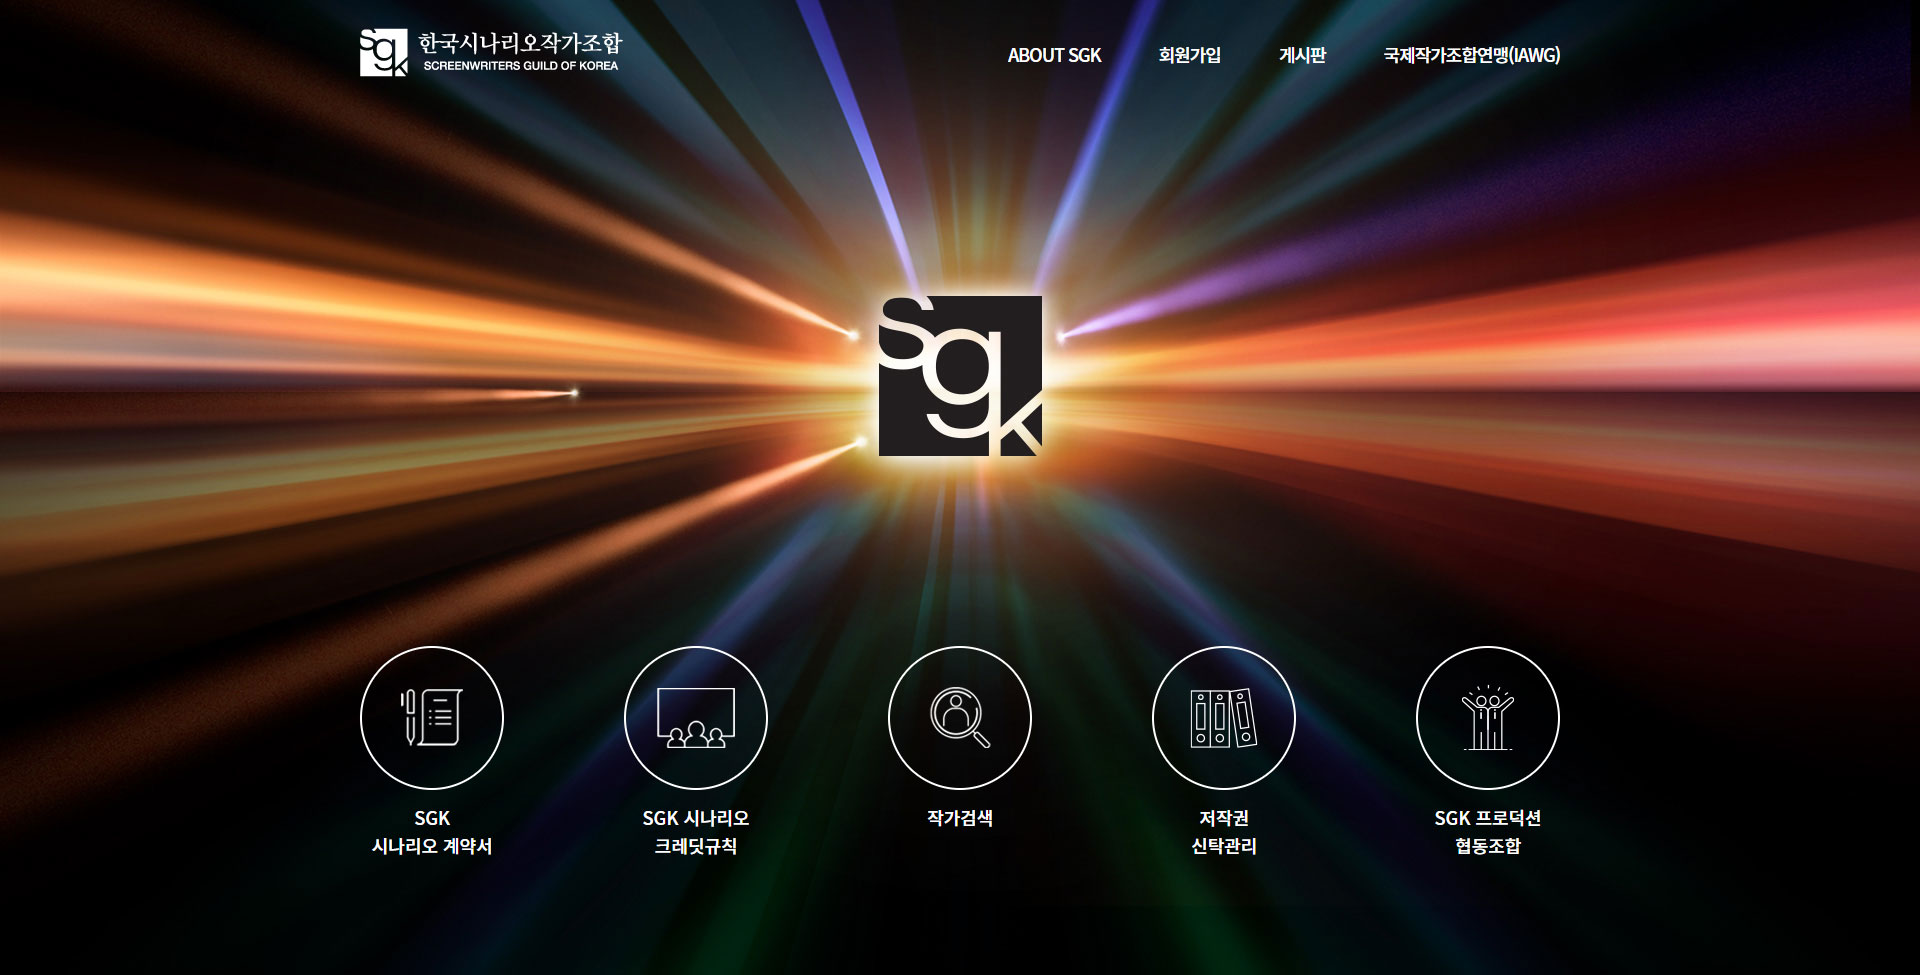 sgk 한국시나리오작가조합
SCREENWRITERS GUILD OF KOREA
ABOUT SGK 회원가입 게시판 국제작가조합연맹(IAWG)
sgk
SGK
시나리오 계약서
SGK 시나리오
크레딧규칙
작가검색
저작권
신탁관리
SGK 프로덕션
협동조합